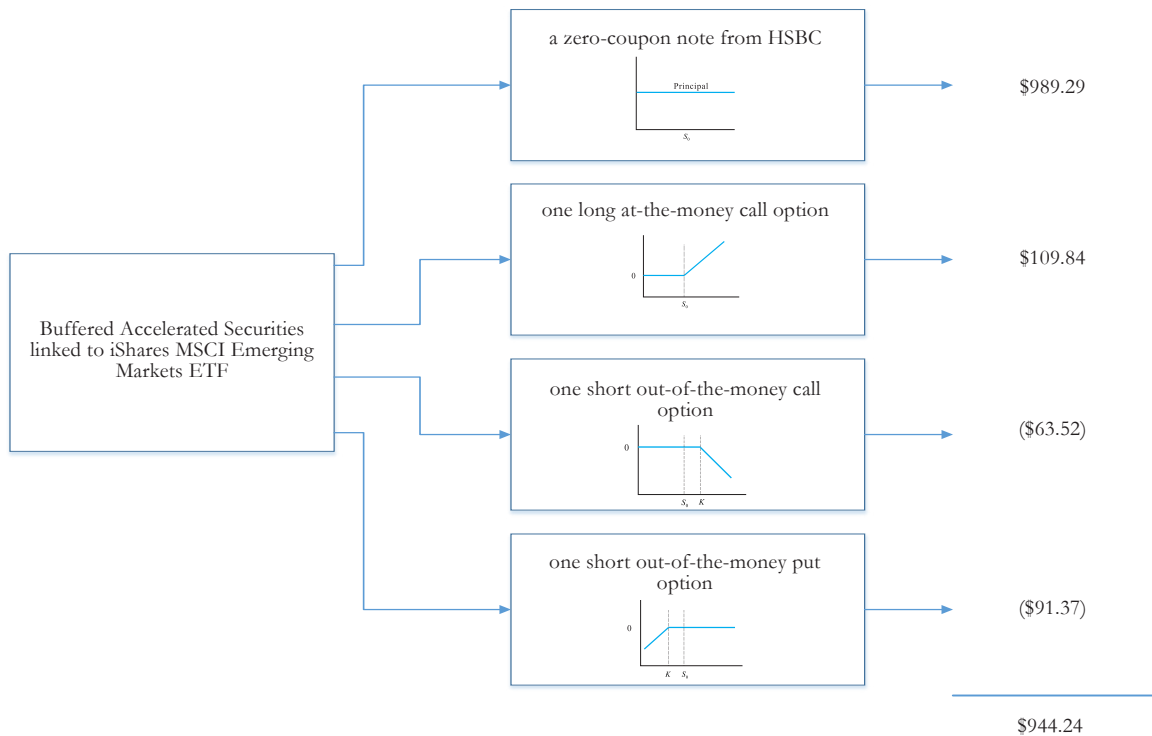 a zero-coupon note from HSBC
Principal
S₀
$989.29
one long at-the-money call option
0
S₀
$109.84
Buffered Accelerated Securities
linked to iShares MSCI Emerging
Markets ETF
one short out-of-the-money call
option
0
S₀ K
($63.52)
one short out-of-the-money put
option
0
K S₀
($91.37)
$944.24